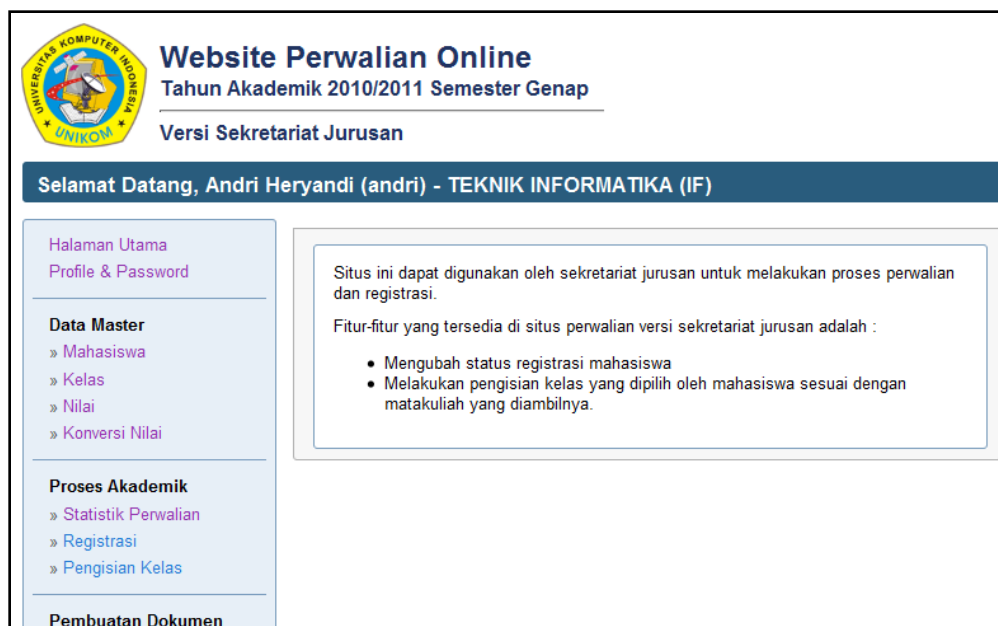 UNIVERSITAS KOMPUTER INDONESIA
UNIKOM
Website Perwalian Online
Tahun Akademik 2010/2011 Semester Genap
Versi Sekretariat Jurusan
Selamat Datang, Andri Heryandi (andri) - TEKNIK INFORMATIKA (IF)
Halaman Utama
Profile & Password
Data Master
» Mahasiswa
» Kelas
» Nilai
» Konversi Nilai
Proses Akademik
» Statistik Perwalian
» Registrasi
» Pengisian Kelas
Pembuatan Dokumen
Situs ini dapat digunakan oleh sekretariat jurusan untuk melakukan proses perwalian
dan registrasi.
Fitur-fitur yang tersedia di situs perwalian versi sekretariat jurusan adalah :
• Mengubah status registrasi mahasiswa
• Melakukan pengisian kelas yang dipilih oleh mahasiswa sesuai dengan
matakuliah yang diambilnya.